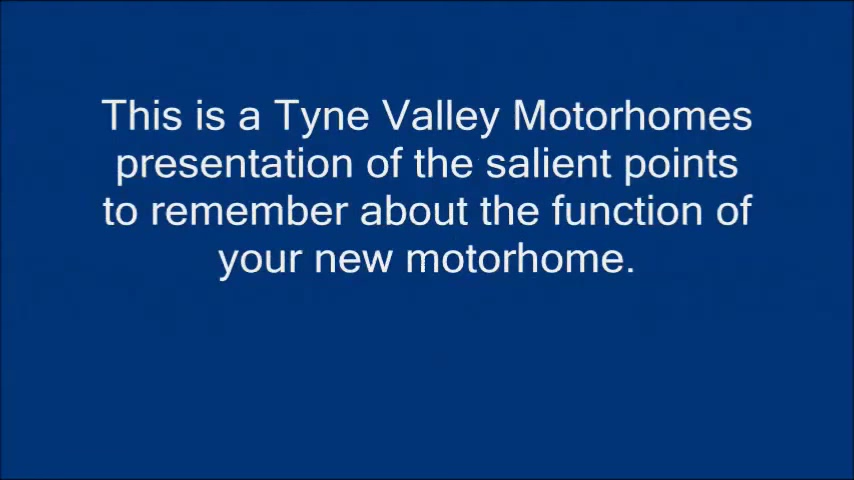 This is a Tyne Valley Motorhomes
presentation of the salient points
to remember about the function of
your new motorhome.